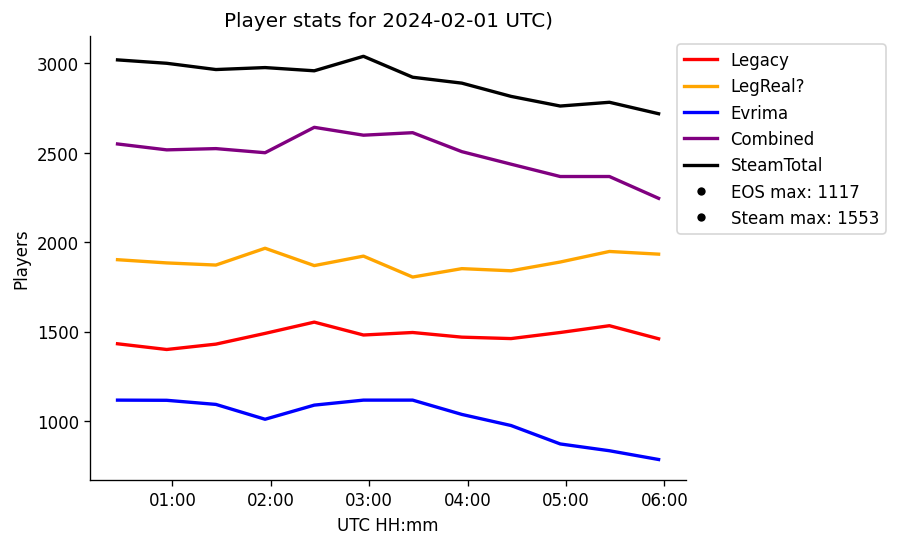 Player stats for 2024-02-01 UTC)
Legacy
LegReal?
Evrima
Combined
SteamTotal
EOS max: 1117
Steam max: 1553
Players
3000
2500
2000
1500
1000
01:00 02:00 03:00 04:00 05:00 06:00
UTC HH:mm